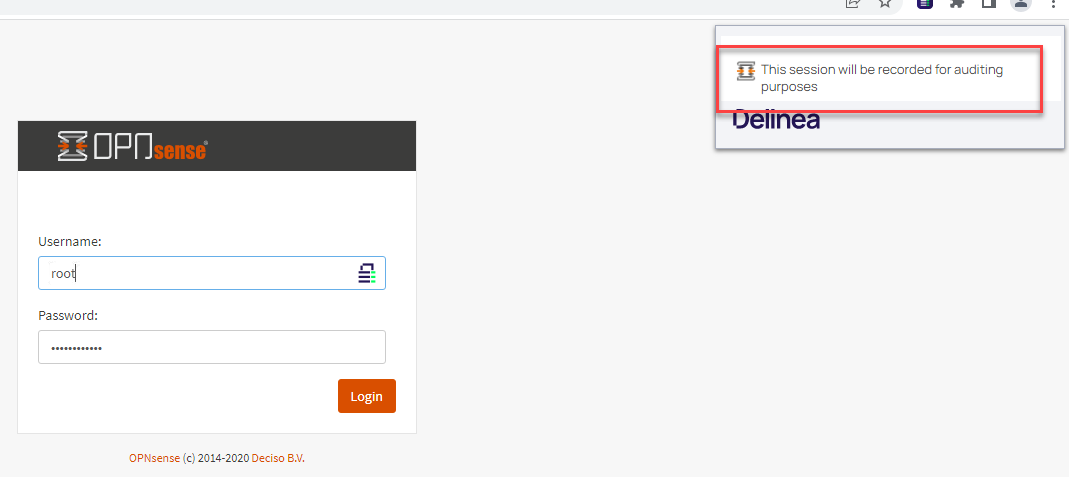 This session will be recorded for auditing
purposes
Delinea
OPNsense
Username:
root
Password:
••••••••••••
Login
OPNsense (c) 2014-2020 Deciso B.V.